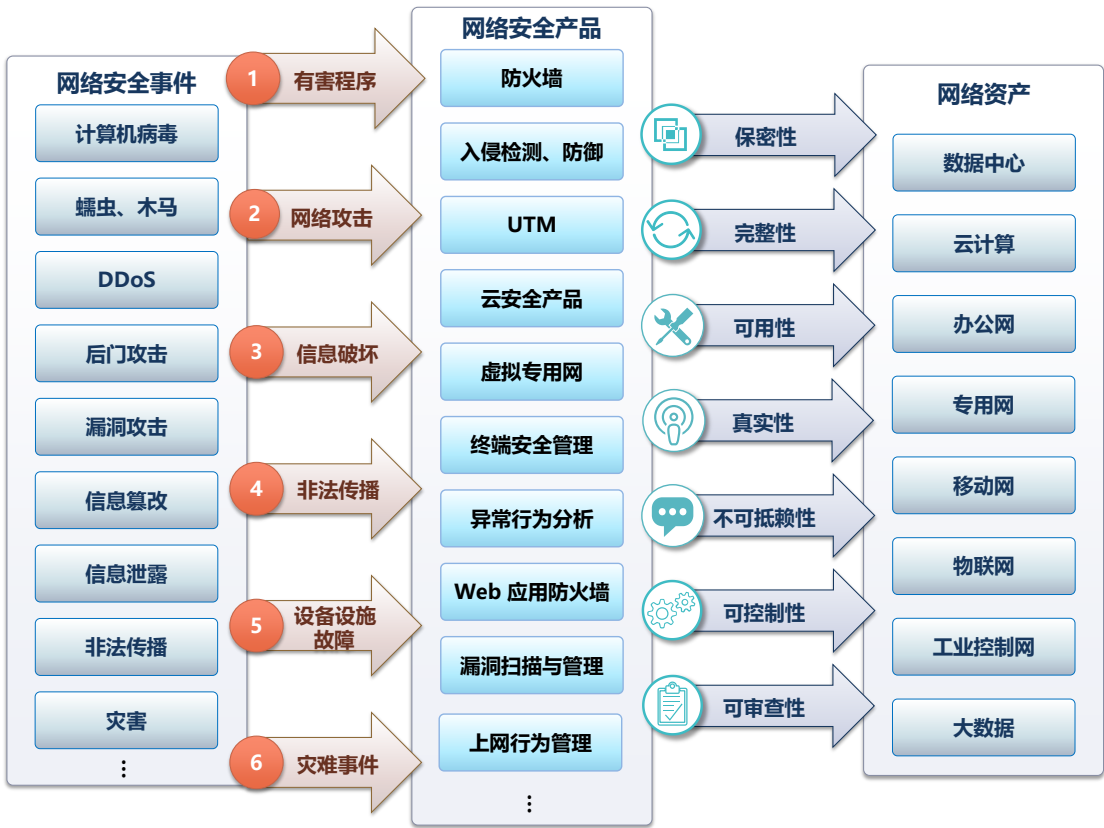 网络安全事件
计算机病毒
蠕虫、木马
DDoS
后门攻击
漏洞攻击
信息篡改
信息泄露
非法传播
灾害
⋮
1 有害程序
2 网络攻击
3 信息破坏
4 非法传播
5 设备设施
故障
6 灾难事件
网络安全产品
防火墙
入侵检测、防御
UTM
云安全产品
虚拟专用网
终端安全管理
异常行为分析
Web 应用防火墙
漏洞扫描与管理
上网行为管理
⋮
保密性
完整性
可用性
真实性
不可抵赖性
可控制性
可审查性
网络资产
数据中心
云计算
办公网
专用网
移动网
物联网
工业控制网
大数据